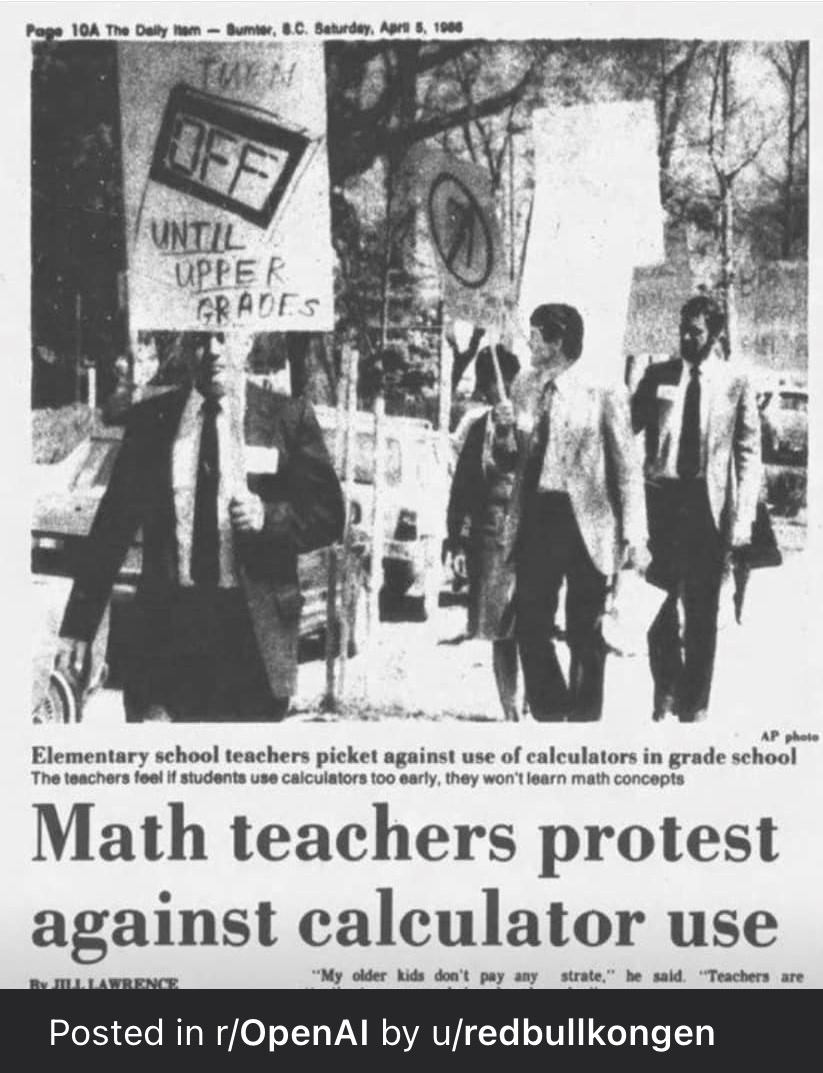 Page 10A The Daily Item — Sumter, S.C. Saturday, April 5, 1986
TURN
OFF
UNTIL
UPPER
GRADES
AP photo
Elementary school teachers picket against use of calculators in grade school
The teachers feel if students use calculators too early, they won't learn math concepts
Math teachers protest
against calculator use
By JILL LAWRENCE
"My older kids don't pay any
strate," he said. "Teachers are
Posted in r/OpenAI by u/redbullkongen